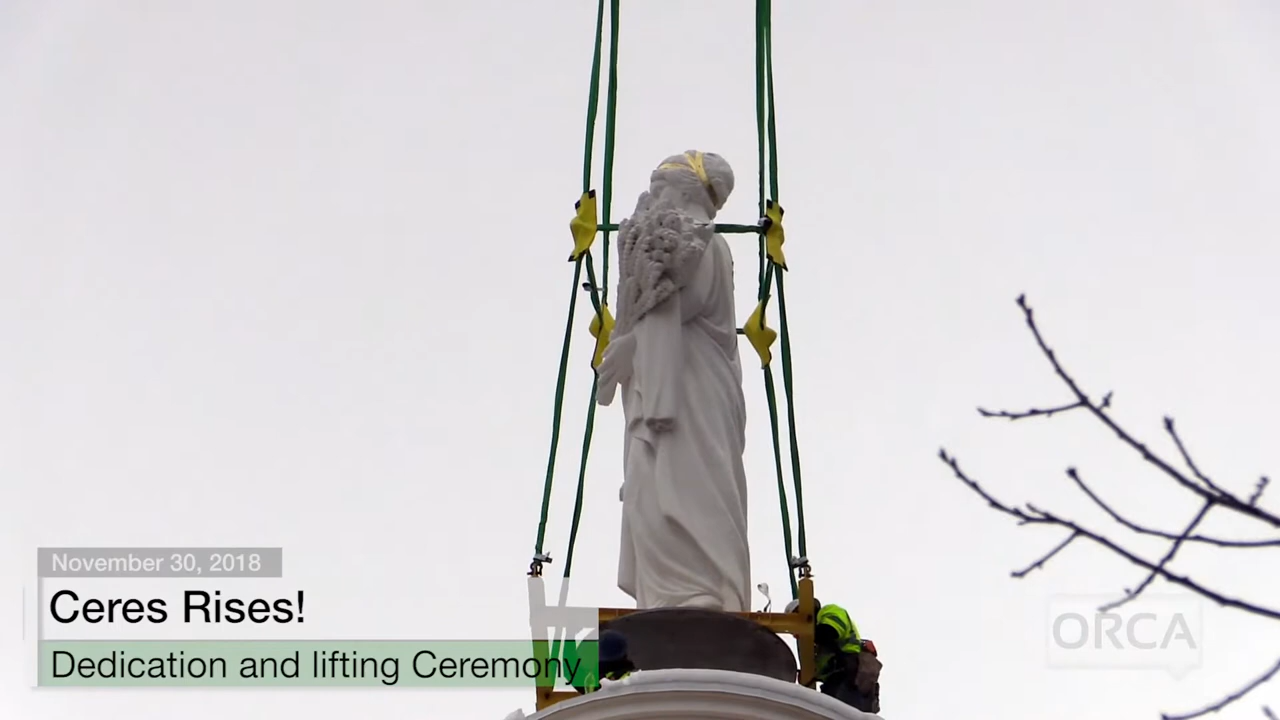 November 30, 2018
Ceres Rises!
Dedication and lifting Ceremony
ORCA